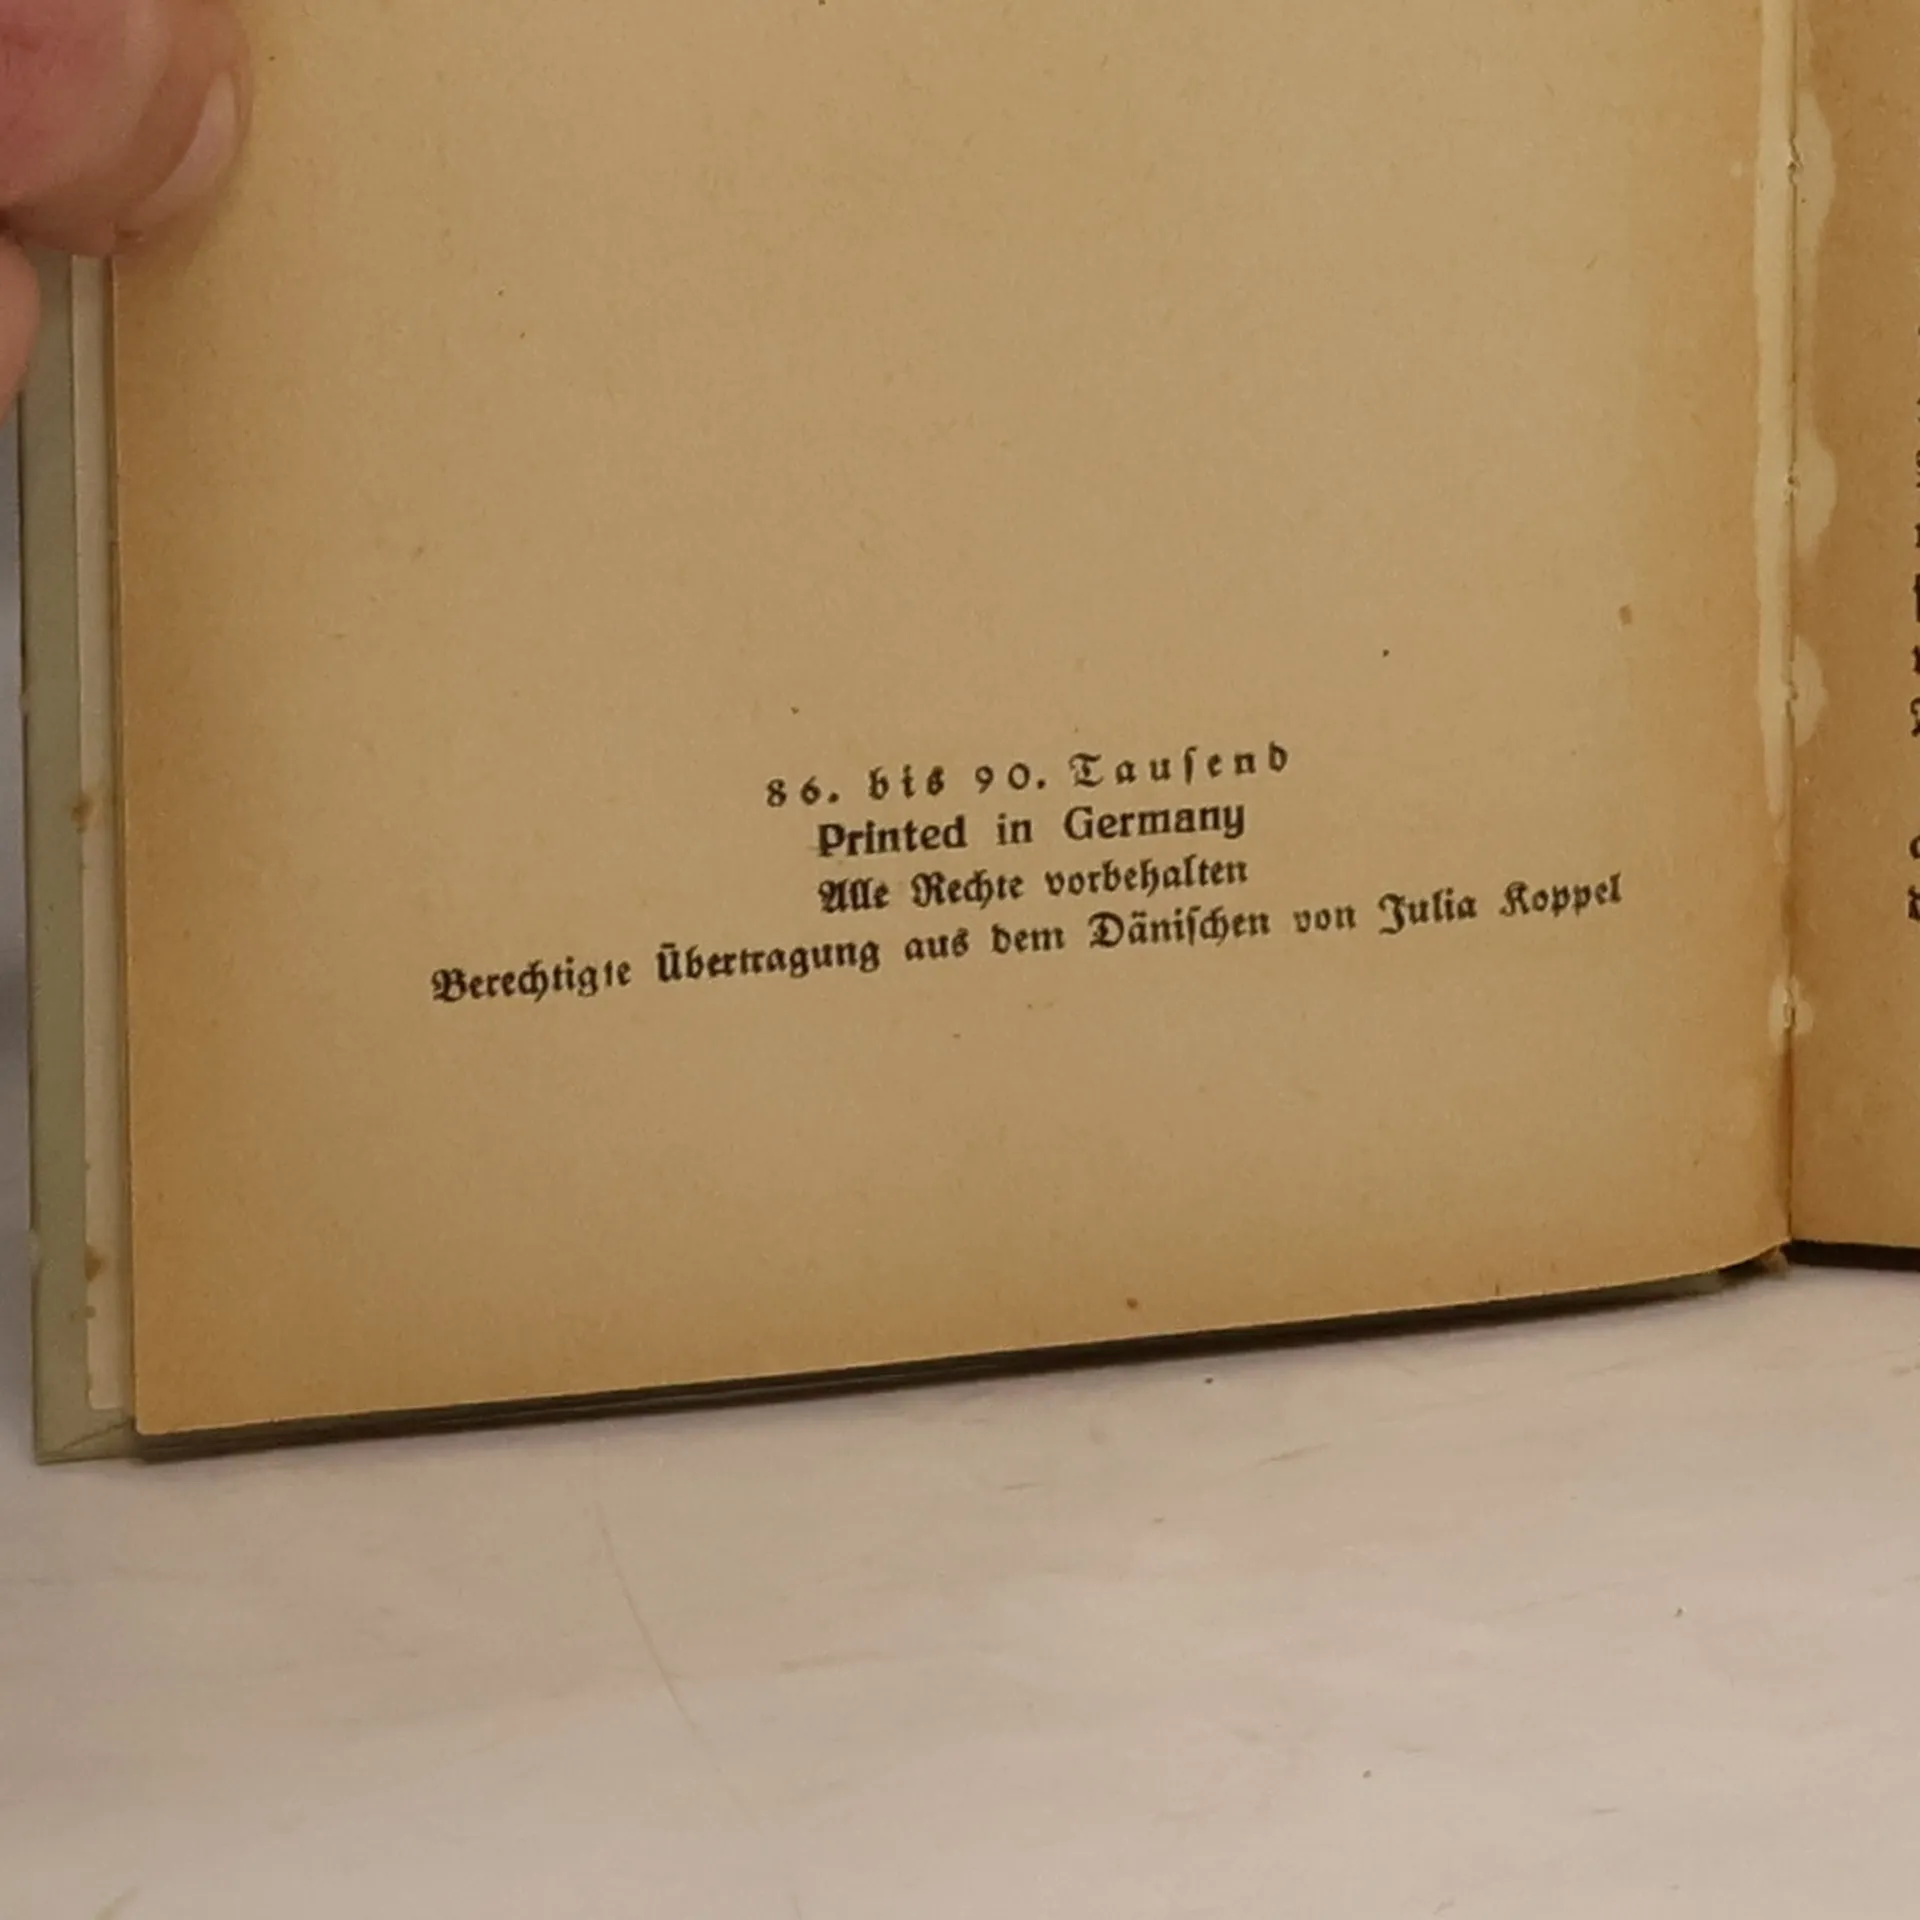 86. bis 90. Tausend
Printed in Germany
Alle Rechte vorbehalten
Berechtigte Übertragung aus dem Dänischen von Julia Koppel